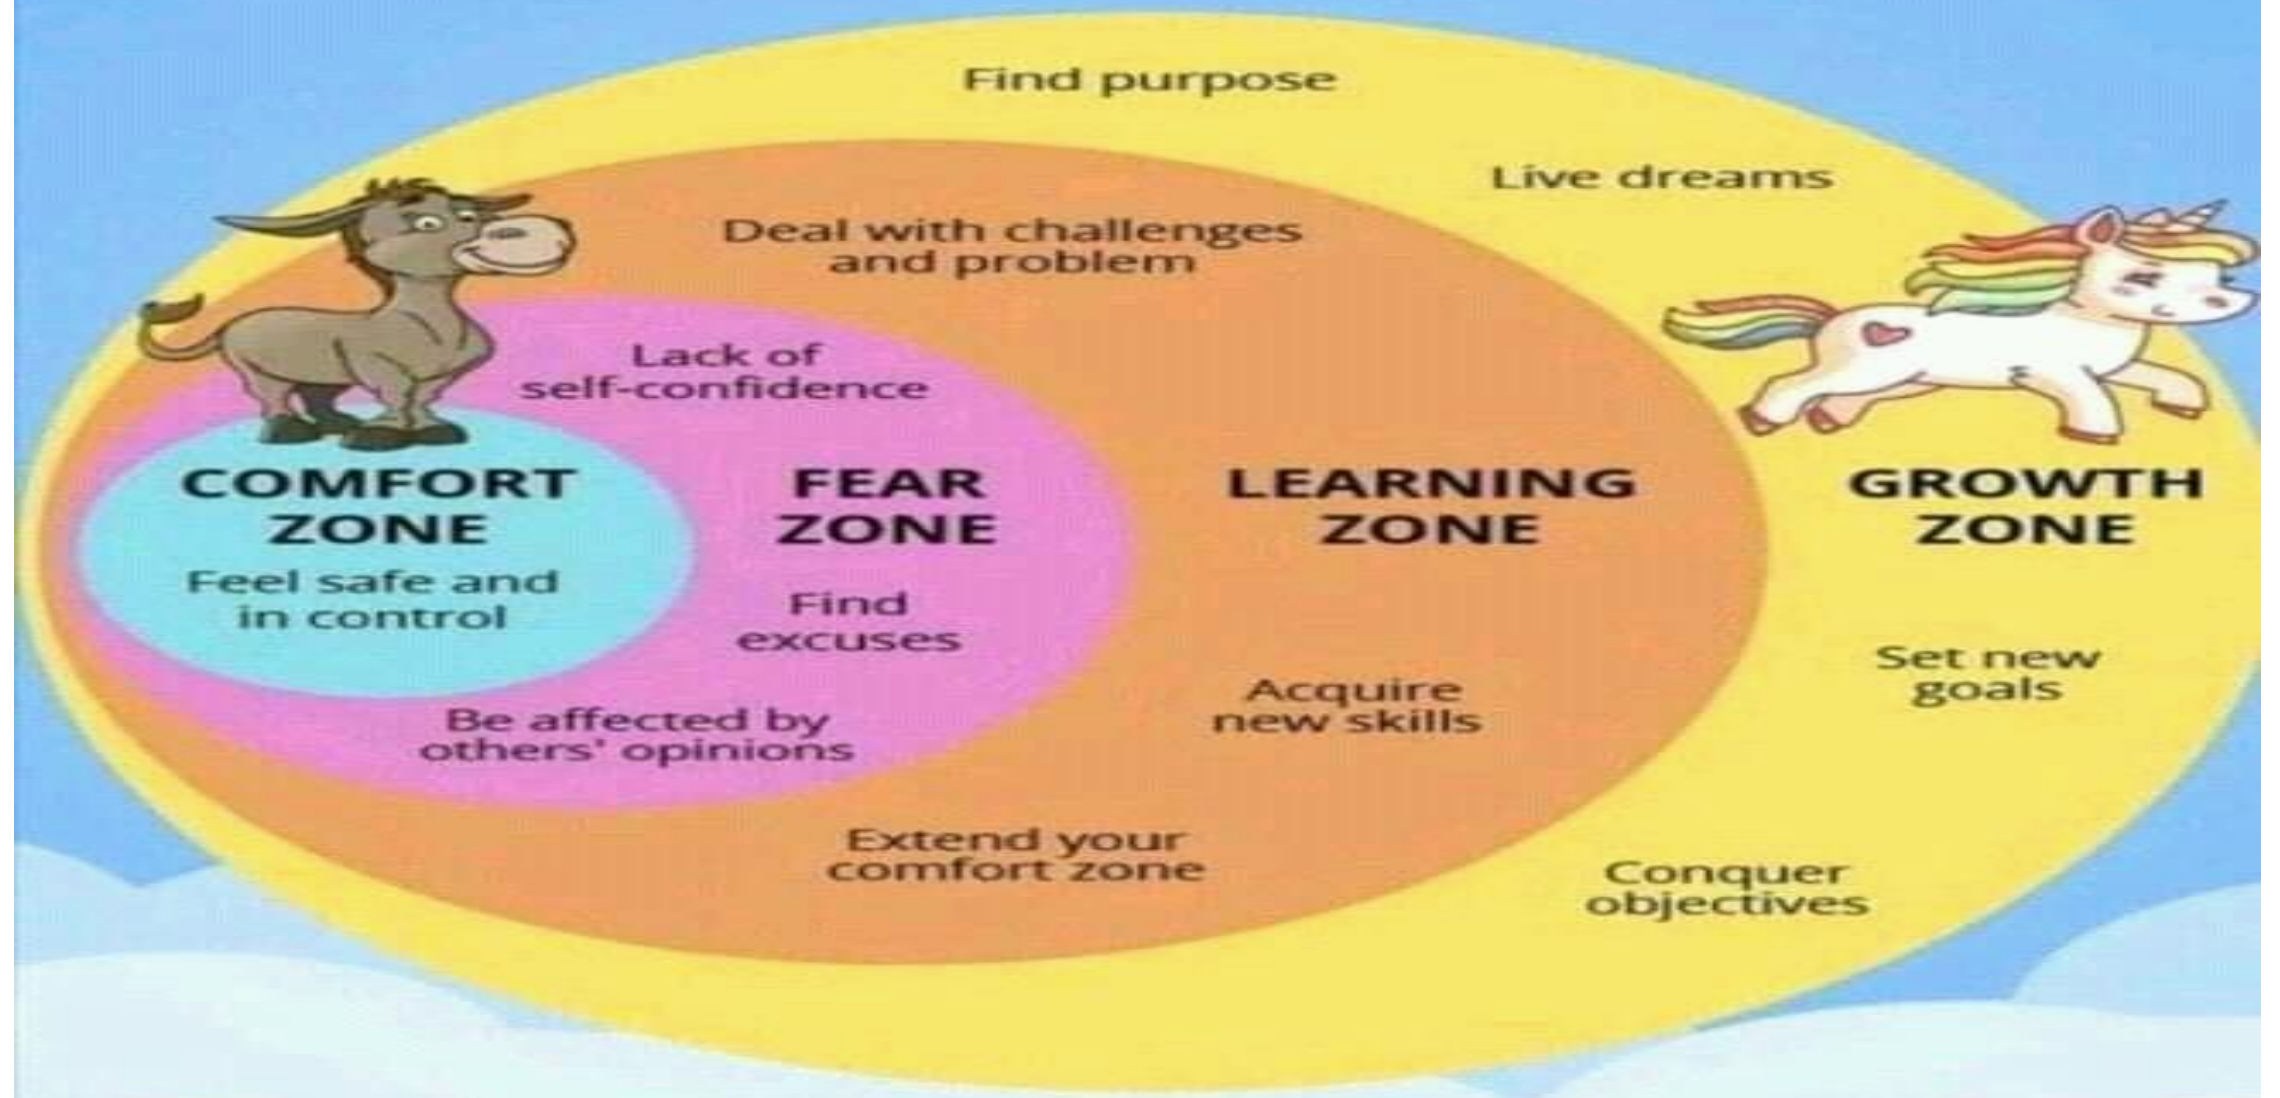 Find purpose
Live dreams
Deal with challenges
and problem
Lack of
self-confidence
COMFORT
ZONE
Feel safe and
in control
FEAR
ZONE
Find
excuses
Be affected by
others' opinions
LEARNING
ZONE
Acquire
new skills
Extend your
comfort zone
GROWTH
ZONE
Set new
goals
Conquer
objectives